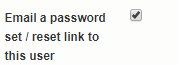 Email a password
set / reset link to
this user